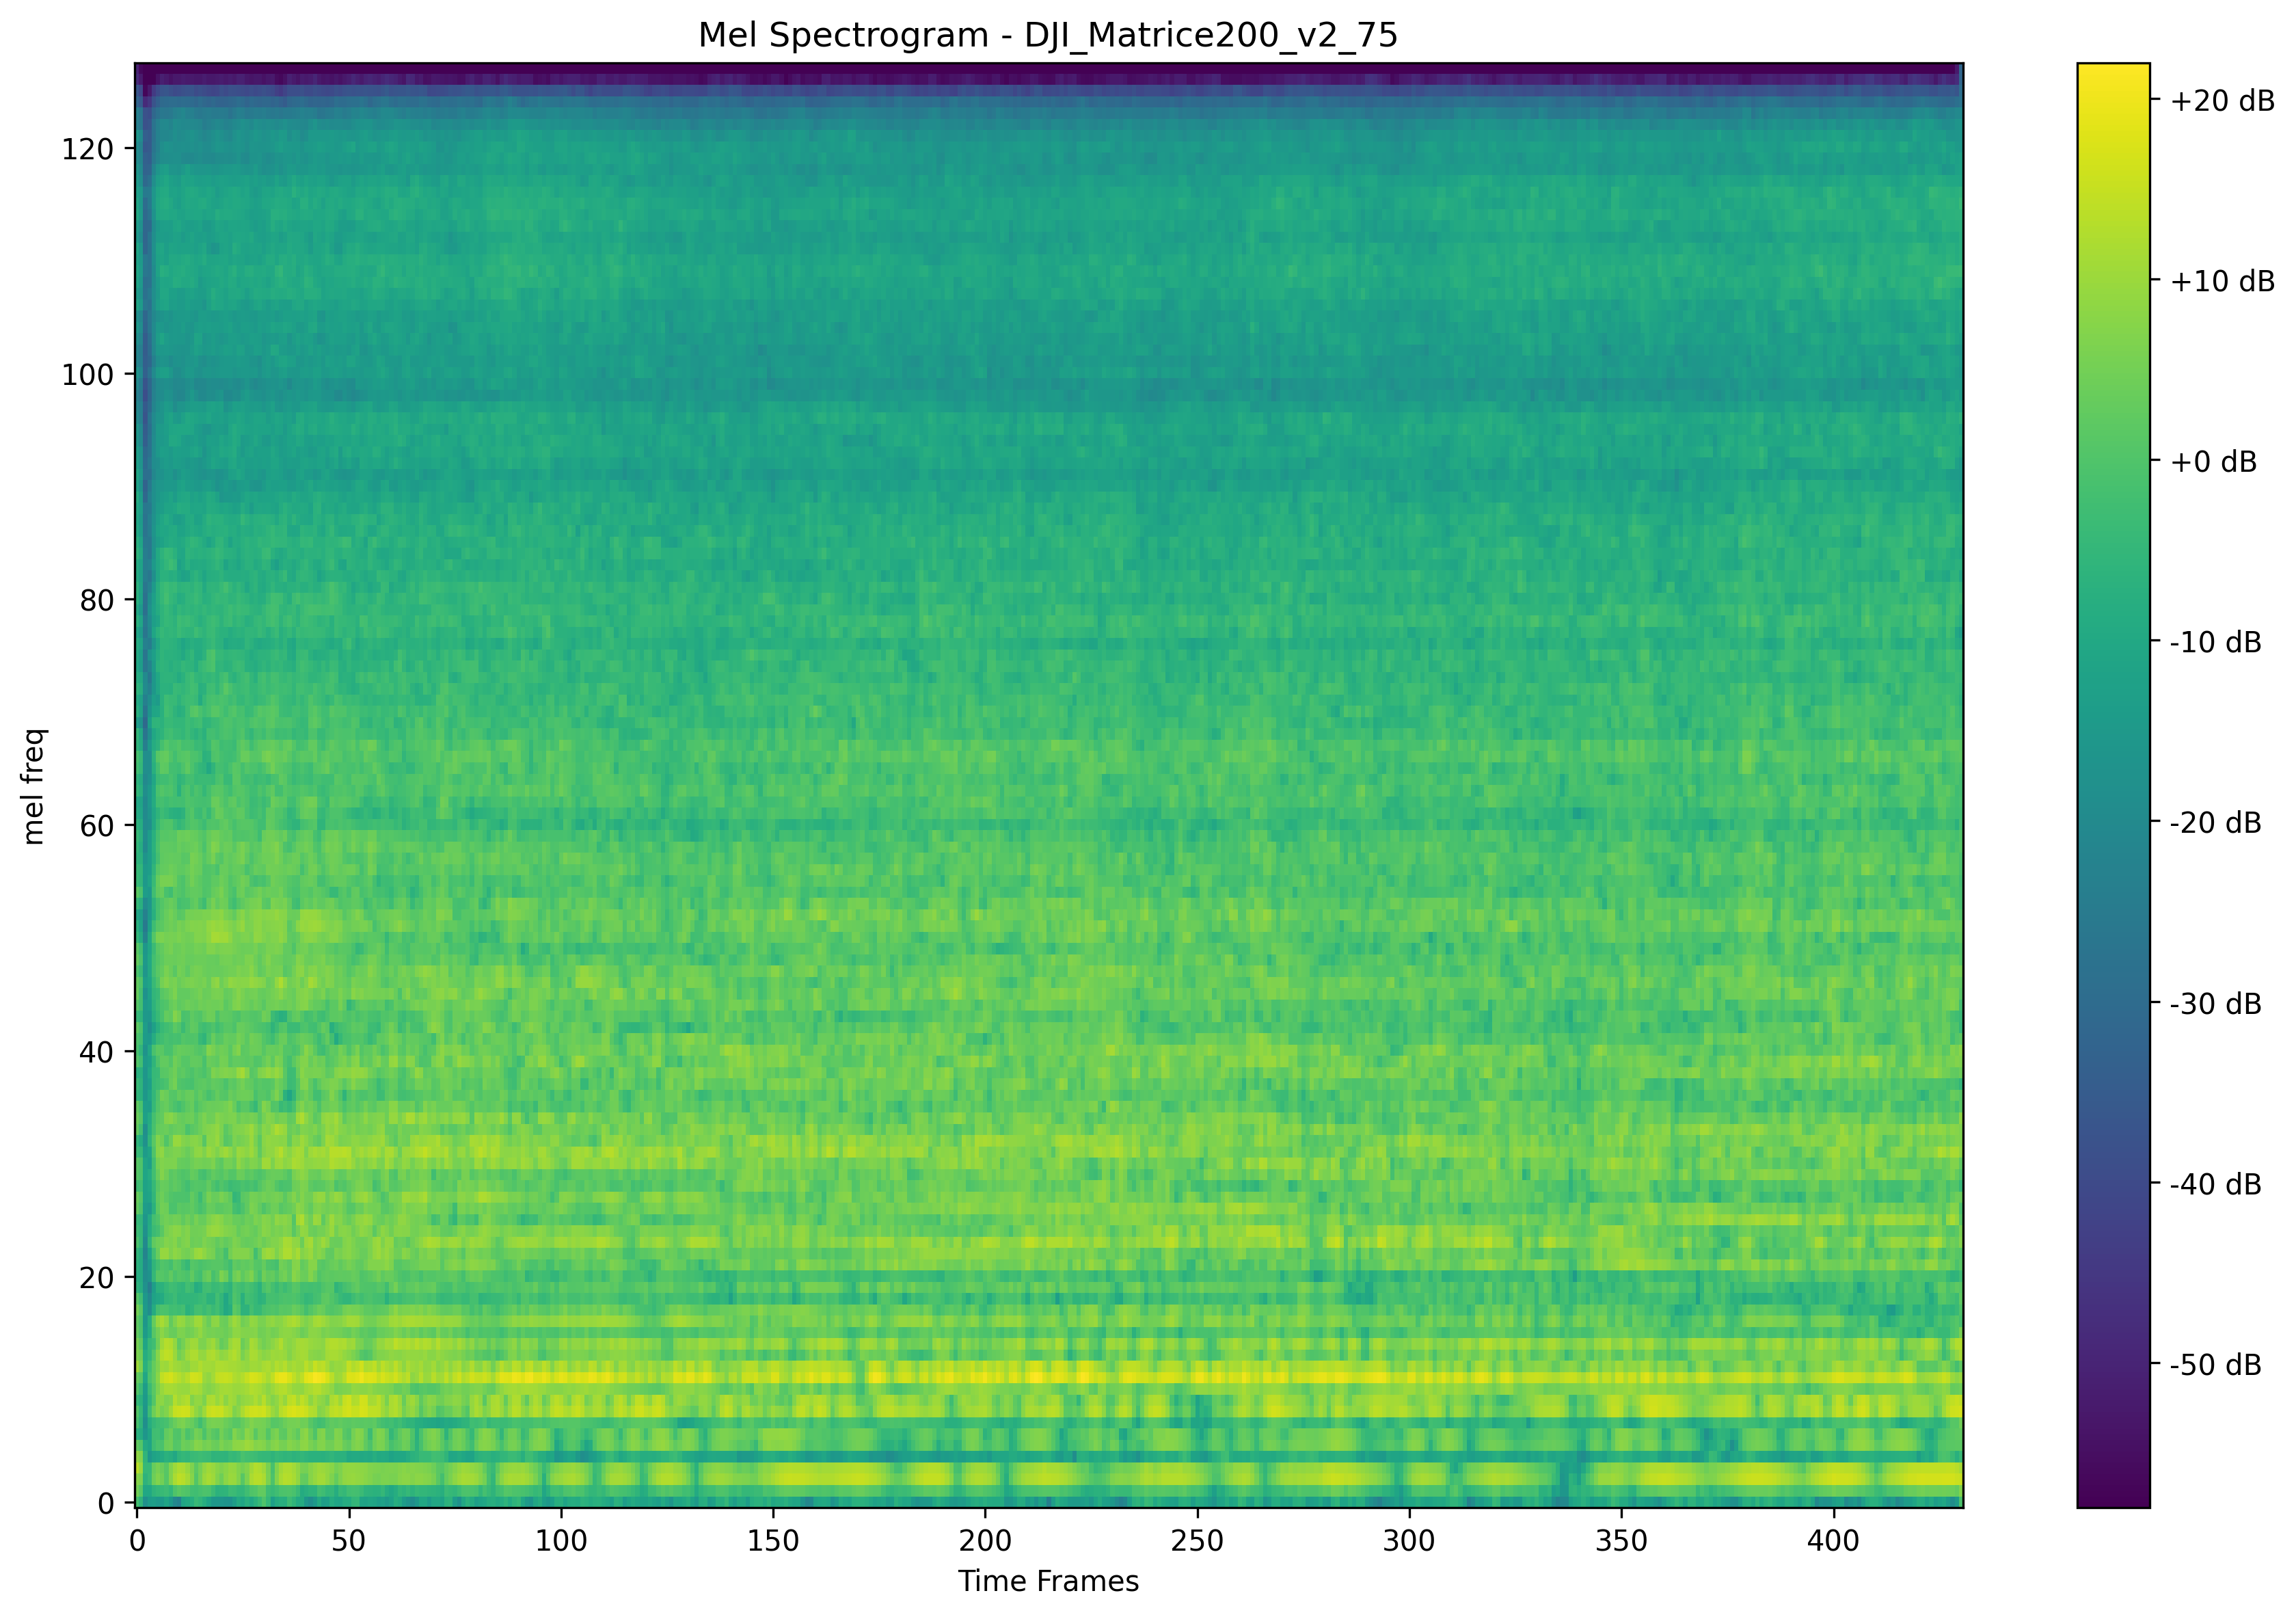 Mel Spectrogram - DJI_Matrice200_v2_75
mel freq
120
100
80
60
40
20
0
0 50 100 150 200 250 300 350 400
Time Frames
+20 dB
+10 dB
+0 dB
-10 dB
-20 dB
-30 dB
-40 dB
-50 dB